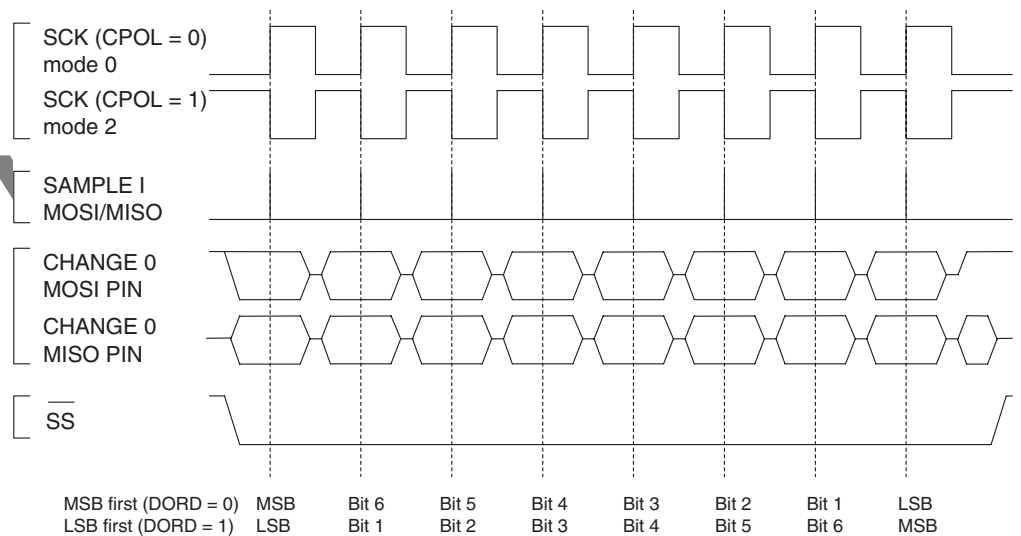 SCK (CPOL = 0)
mode 0
SCK (CPOL = 1)
mode 2
SAMPLE I
MOSI/MISO
CHANGE 0
MOSI PIN
CHANGE 0
MISO PIN
SS
MSB first (DORD = 0) MSB Bit 6 Bit 5 Bit 4 Bit 3 Bit 2 Bit 1 LSB
LSB first (DORD = 1) LSB Bit 1 Bit 2 Bit 3 Bit 4 Bit 5 Bit 6 MSB